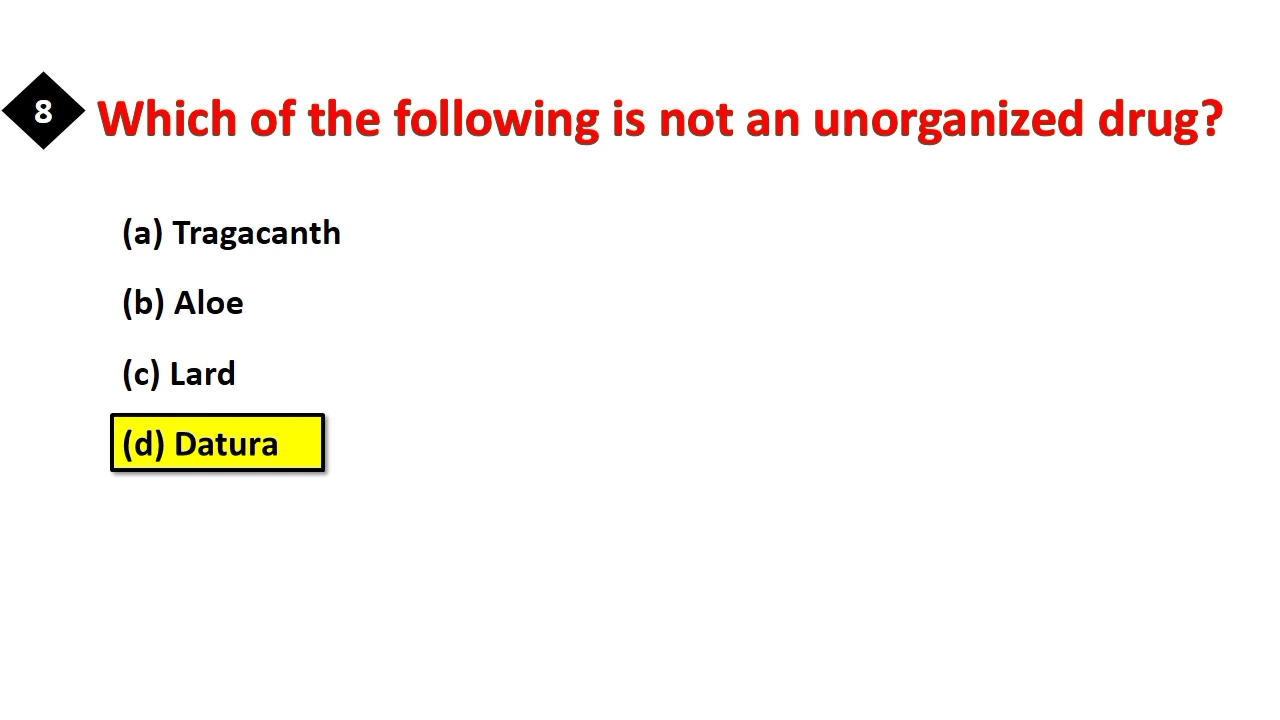 8
Which of the following is not an unorganized drug?
(a) Tragacanth
(b) Aloe
(c) Lard
(d) Datura